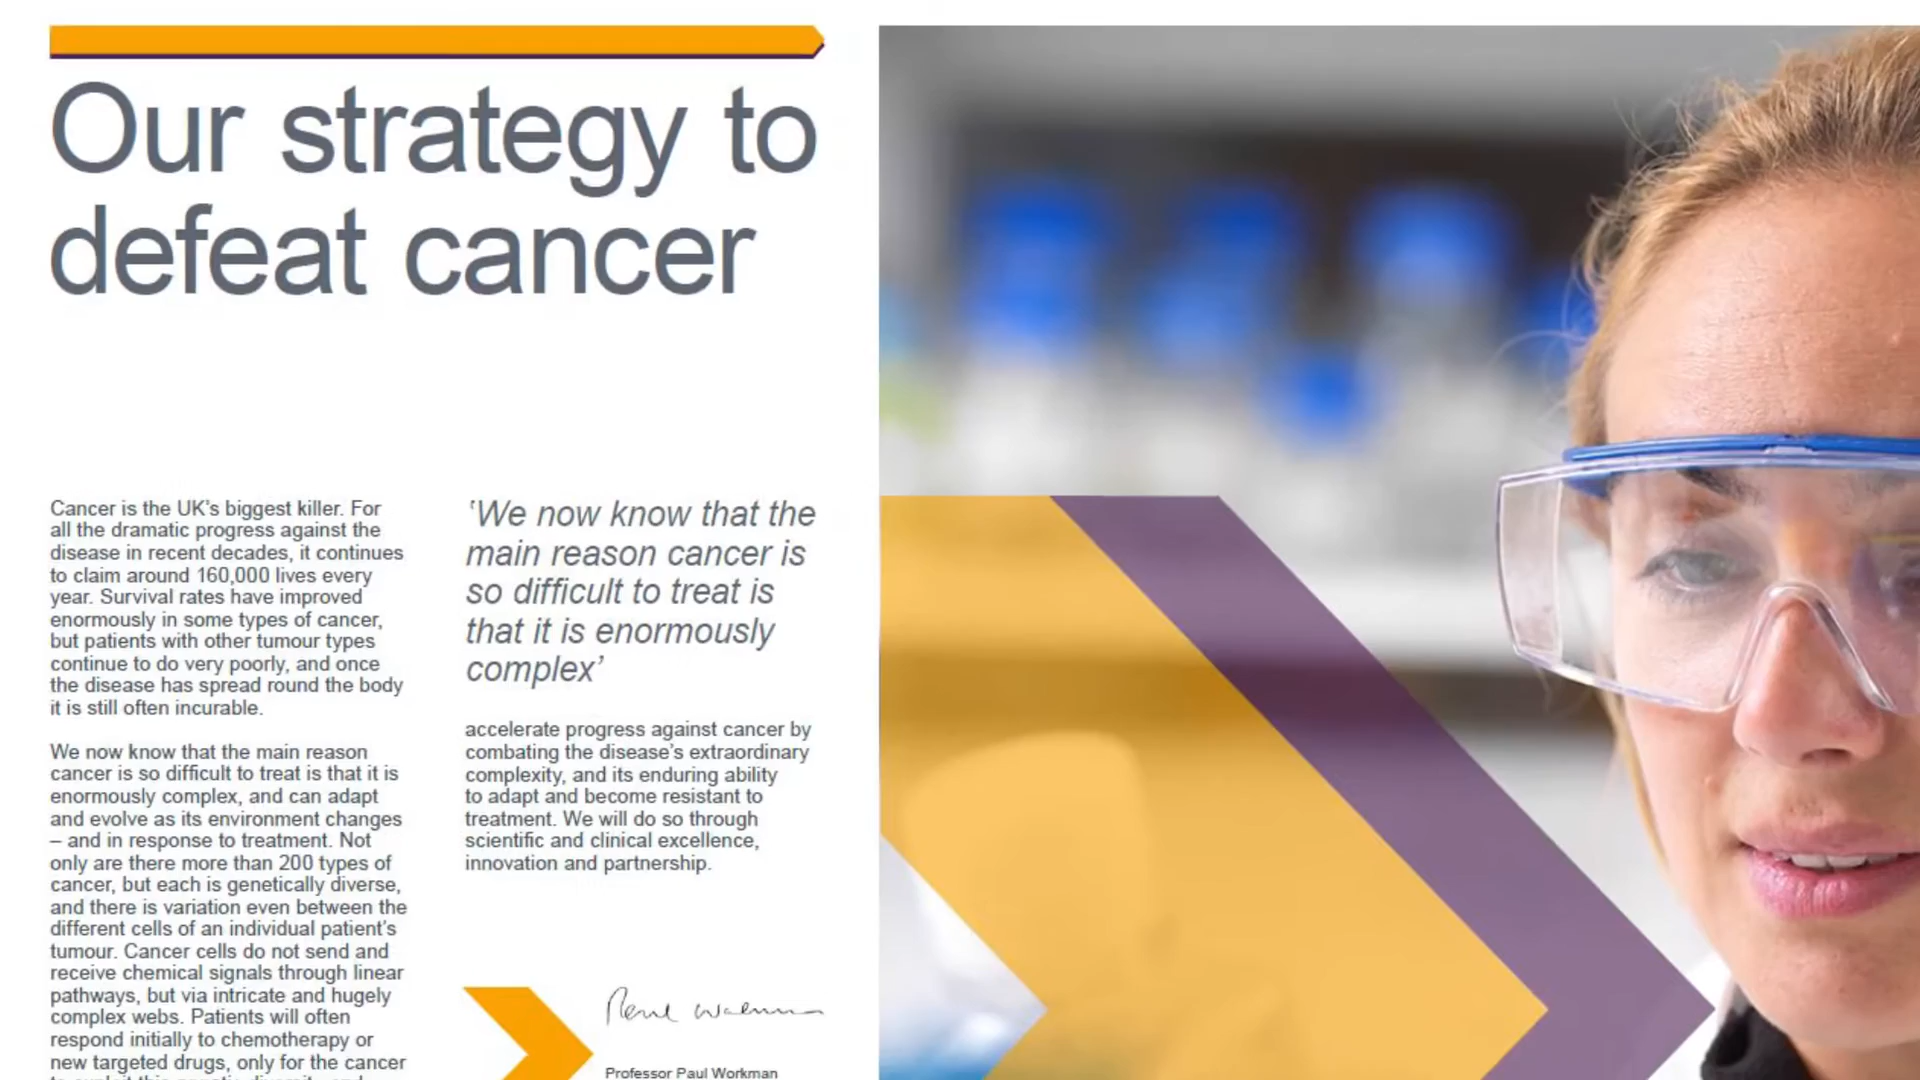 Our strategy to
defeat cancer
Cancer is the UK's biggest killer. For
all the dramatic progress against the
disease in recent decades, it continues
to claim around 160,000 lives every
year. Survival rates have improved
enormously in some types of cancer,
but patients with other tumour types
continue to do very poorly, and once
the disease has spread round the body
it is still often incurable.
We now know that the main reason
cancer is so difficult to treat is that it is
enormously complex, and can adapt
and evolve as its environment changes
– and in response to treatment. Not
only are there more than 200 types of
cancer, but each is genetically diverse,
and there is variation even between the
different cells of an individual patient's
tumour. Cancer cells do not send and
receive chemical signals through linear
pathways, but via intricate and hugely
complex webs. Patients will often
respond initially to chemotherapy or
new targeted drugs, only for the cancer
'We now know that the
main reason cancer is
so difficult to treat is
that it is enormously
complex'
accelerate progress against cancer by
combating the disease's extraordinary
complexity, and its enduring ability
to adapt and become resistant to
treatment. We will do so through
scientific and clinical excellence,
innovation and partnership.
Paul Workman
Professor Paul Workman